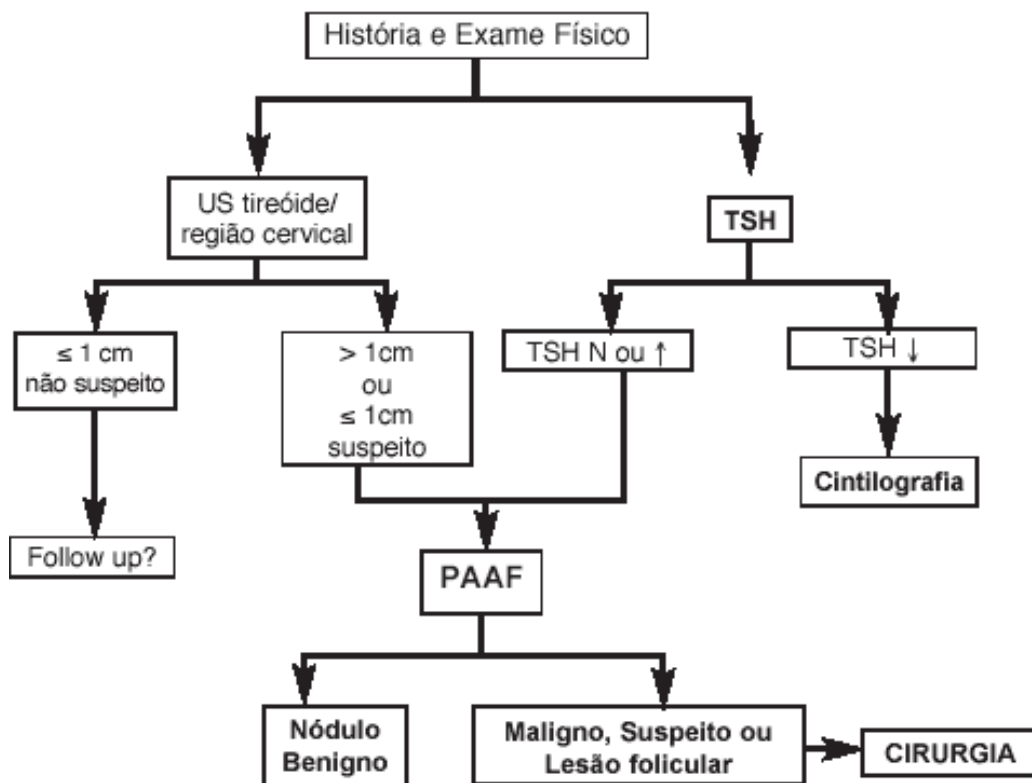 História e Exame Físico
US tireóide/
região cervical
TSH
≤ 1 cm
não suspeito
> 1cm
ou
≤ 1cm
suspeito
TSH N ou ↑
TSH ↓
Cintilografia
Follow up?
PAAF
Nódulo
Benigno
Maligno, Suspeito ou
Lesão folicular
CIRURGIA